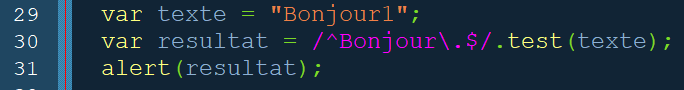 29 var texte = "Bonjour1";
30 var resultat = /^Bonjour\.$/.test(texte);
31 alert(resultat);